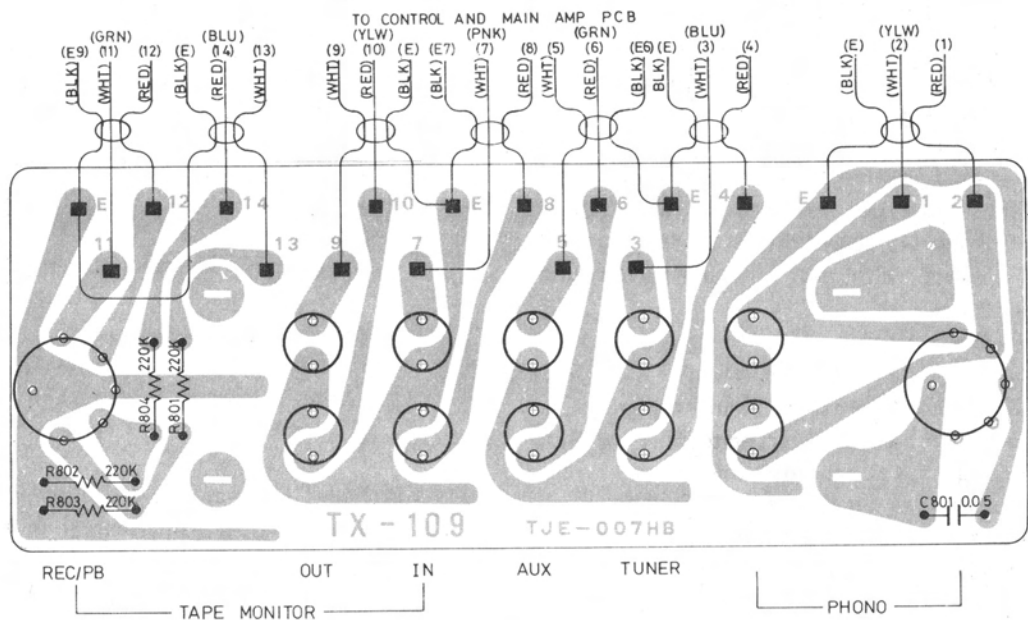 TO CONTROL AND MAIN AMP PCB
(GRN) (BLU) (YLW) (PNK) (GRN) (BLU) (YLW)
(E9) (11) (12) (E) (14) (13) (9) (10) (E) (E7) (7) (8) (5) (6) (E6) (E) (3) (4) (E) (2) (1)
(BLK) (WHT) (RED) (BLK) (RED) (WHT) (WHT) (RED) (BLK) (BLK) (WHT) (RED) (WHT) (RED) (BLK) (BLK) (WHT) (RED) (BLK) (WHT) (RED)
E 12 14 10 E 8 6 E 4 E 1 2
11 13 9 7 5 3
R804 220K
R801 220K
R802 220K
R803 220K
C801 0.05
TX-109 TJE-007HB
REC/PB OUT IN AUX TUNER
TAPE MONITOR PHONO